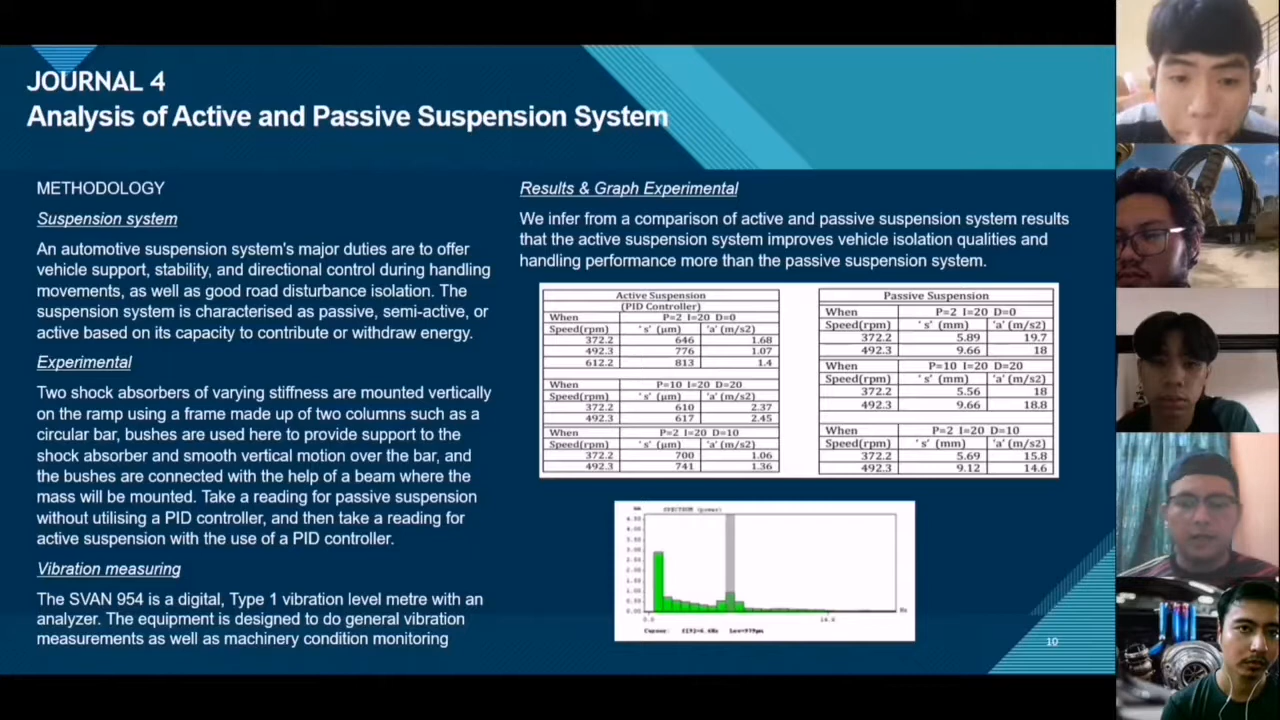 JOURNAL 4
Analysis of Active and Passive Suspension System
METHODOLOGY
Suspension system
An automotive suspension system's major duties are to offer
vehicle support, stability, and directional control during handling
movements, as well as good road disturbance isolation. The
suspension system is characterised as passive, semi-active, or
active based on its capacity to contribute or withdraw energy.
Experimental
Two shock absorbers of varying stiffness are mounted vertically
on the ramp using a frame made up of two columns such as a
circular bar, bushes are used here to provide support to the
shock absorber and smooth vertical motion over the bar, and
the bushes are connected with the help of a beam where the
mass will be mounted. Take a reading for passive suspension
without utilising a PID controller, and then take a reading for
active suspension with the use of a PID controller.
Vibration measuring
The SVAN 954 is a digital, Type 1 vibration level metre with an
analyzer. The equipment is designed to do general vibration
measurements as well as machinery condition monitoring
Results & Graph Experimental
We infer from a comparison of active and passive suspension system results
that the active suspension system improves vehicle isolation qualities and
handling performance more than the passive suspension system.
Active Suspension
(PID Controller)
When P=2 I=20 D=0
Speed(rpm) 's' (µm) 'a' (m/s2)
372.2 646 1.68
492.3 776 1.07
612.2 813 1.4
When P=10 I=20 D=20
Speed(rpm) 's' (µm) 'a' (m/s2)
372.2 610 2.37
492.3 617 2.45
When P=2 I=20 D=10
Speed(rpm) 's' (µm) 'a' (m/s2)
372.2 700 1.06
492.3 741 1.36
Passive Suspension
When P=2 I=20 D=0
Speed(rpm) 's' (mm) 'a' (m/s2)
372.2 5.89 19.7
492.3 9.66 18
When P=10 I=20 D=20
Speed(rpm) 's' (mm) 'a' (m/s2)
372.2 5.56 18
492.3 9.66 18.8
When P=2 I=20 D=10
Speed(rpm) 's' (mm) 'a' (m/s2)
372.2 5.69 15.8
492.3 9.12 14.6
SPECTRUM (power)
0.0
Hz
Cursor:
10